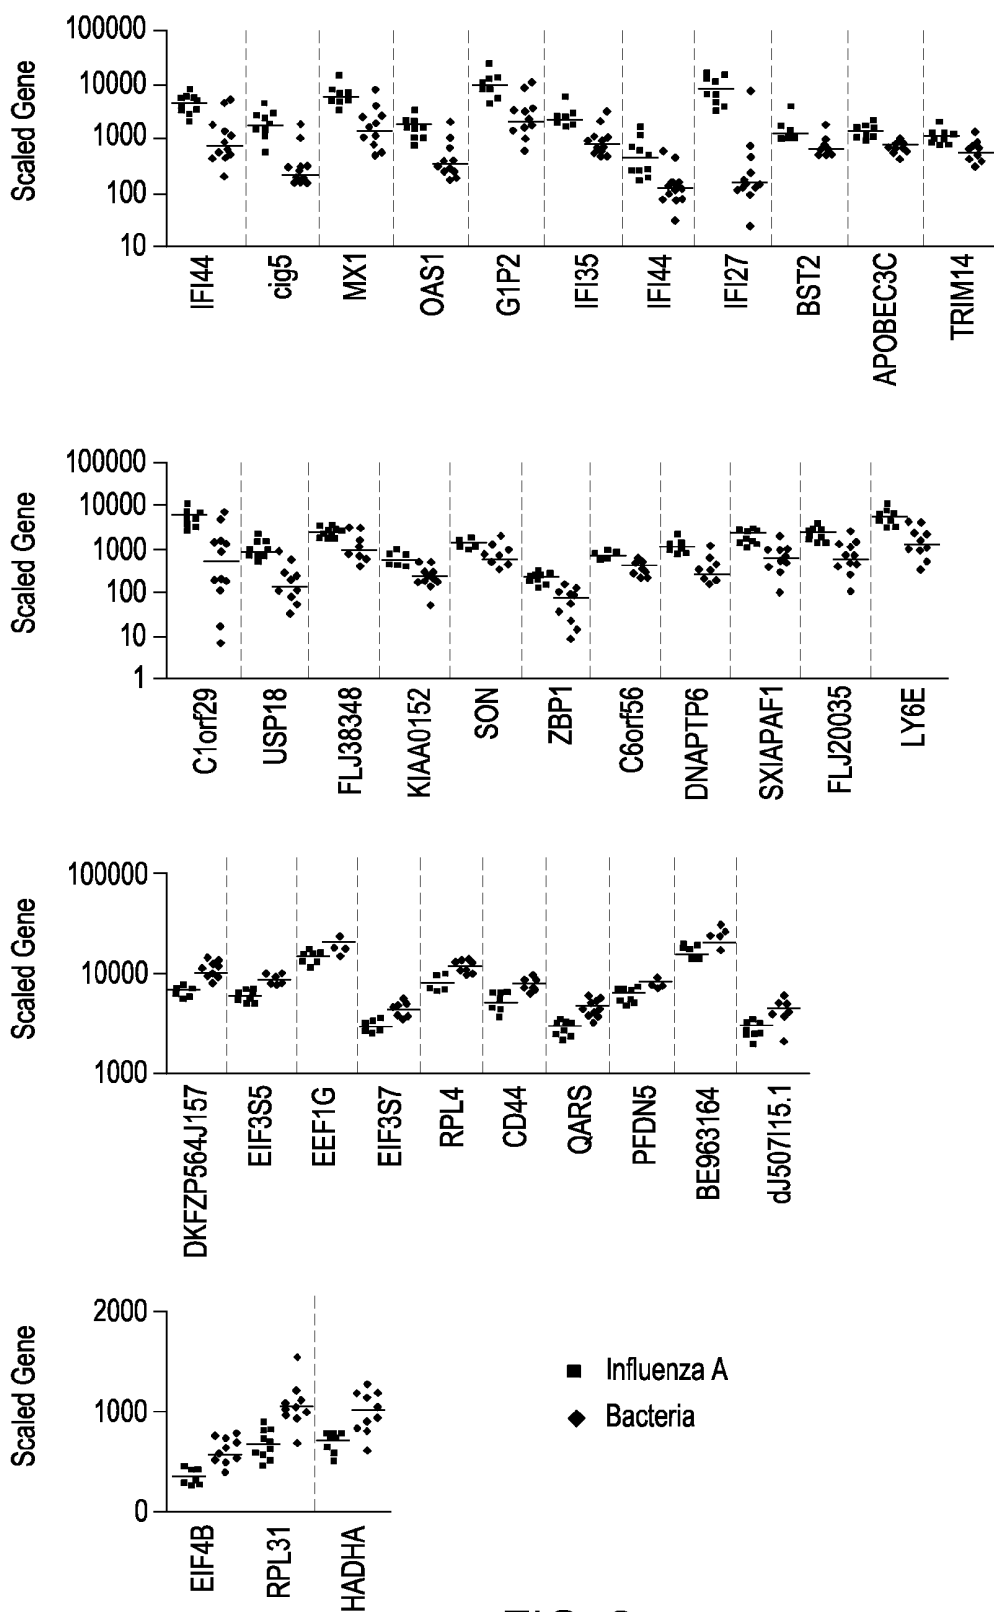 Scaled Gene
100000
10000
1000
100
10
IFI44 cig5 MX1 OAS1 G1P2 IFI35 IFI44 IFI27 BST2 APOBEC3C TRIM14
Scaled Gene
100000
10000
1000
100
10
1
C1orf29 USP18 FLJ38348 KIAA0152 SON ZBP1 C6orf56 DNAPTP6 SXIAPAF1 FLJ20035 LY6E
Scaled Gene
100000
10000
1000
DKFZP564J157 EIF3S5 EEF1G EIF3S7 RPL4 CD44 QARS PFDN5 BE963164 dJ507I15.1
Scaled Gene
2000
1000
0
EIF4B RPL31 HADHA
Influenza A
Bacteria